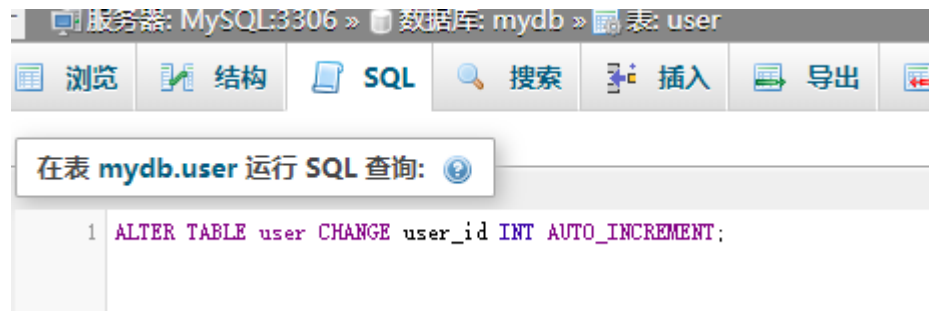 服务器: MySQL:3306 » 数据库: mydb » 表: user
浏览 结构 SQL 搜索 插入 导出
在表 mydb.user 运行 SQL 查询:
1 ALTER TABLE user CHANGE user_id INT AUTO_INCREMENT;